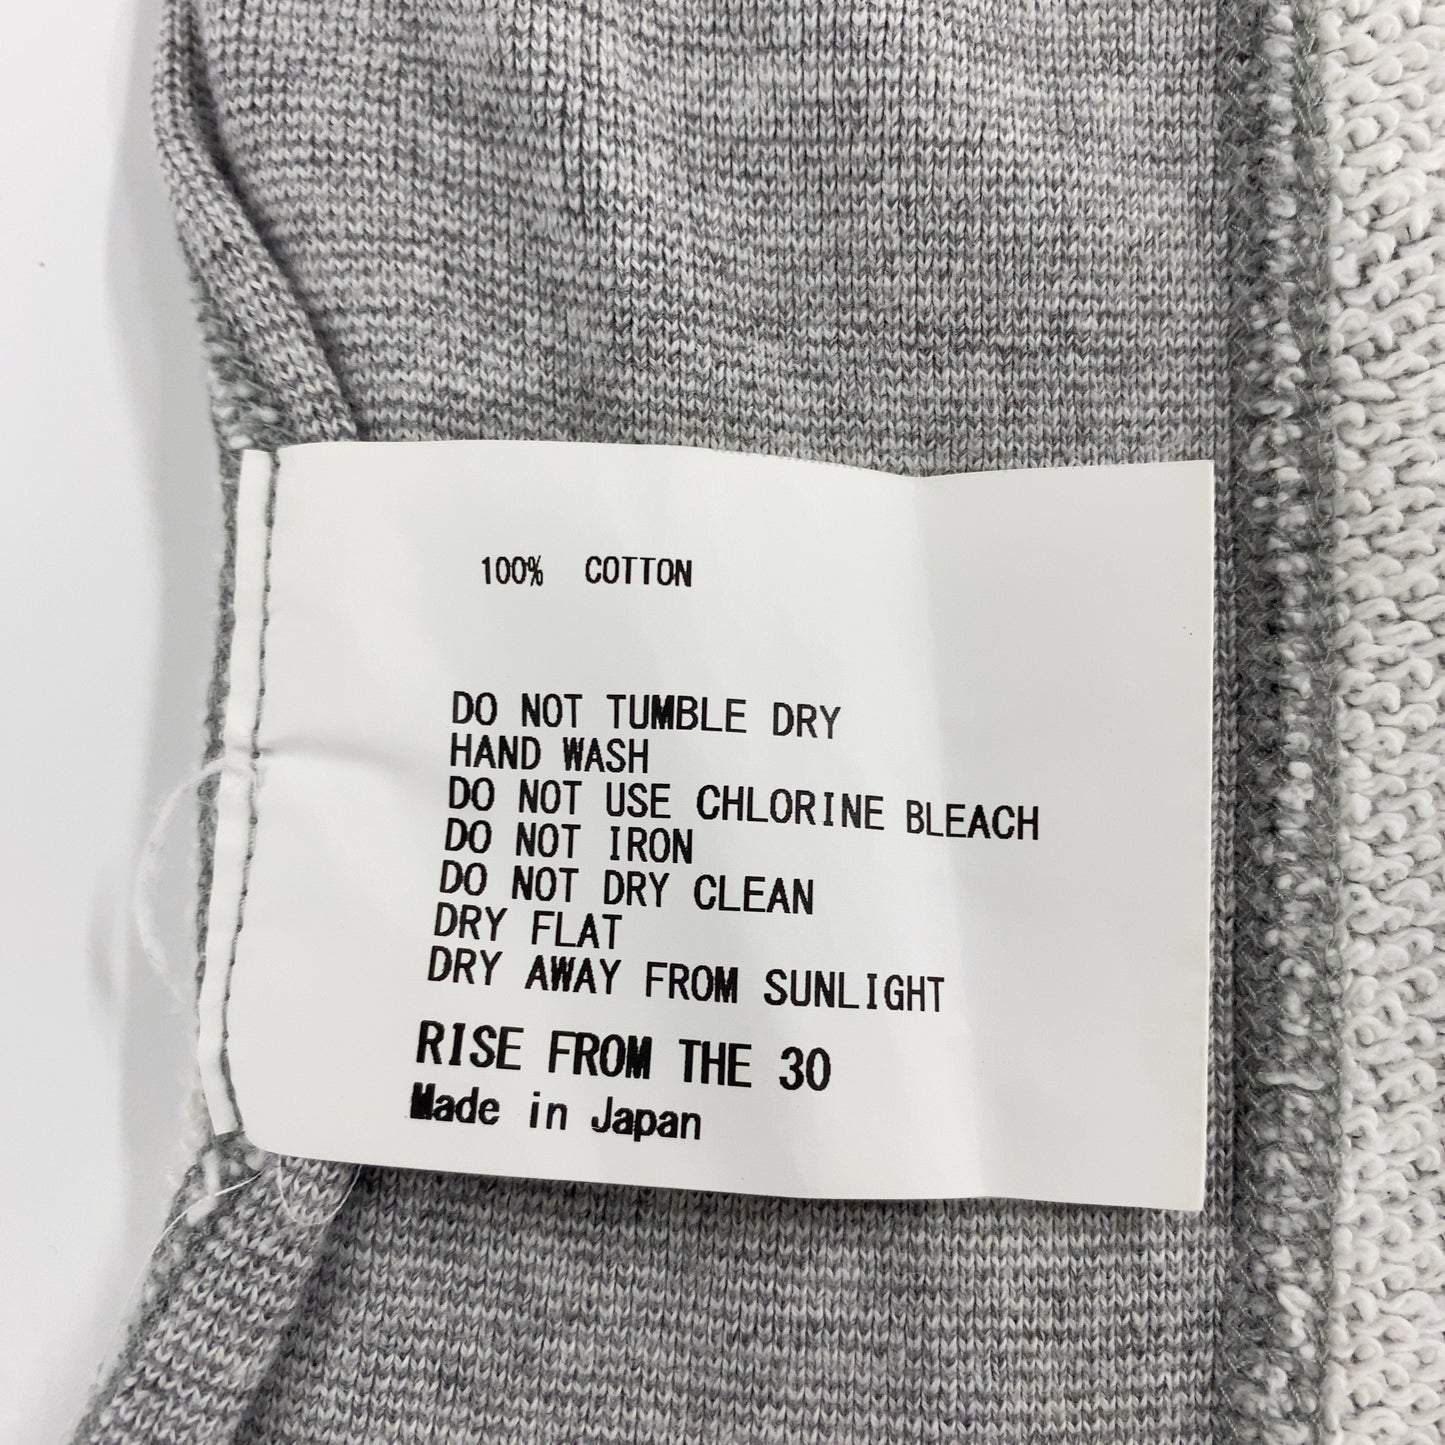 100% COTTON
DO NOT TUMBLE DRY
HAND WASH
DO NOT USE CHLORINE BLEACH
DO NOT IRON
DO NOT DRY CLEAN
DRY FLAT
DRY AWAY FROM SUNLIGHT
RISE FROM THE 30
Made in Japan